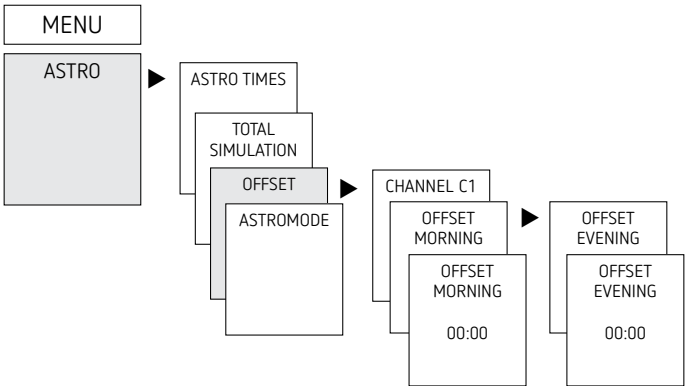 MENU
ASTRO
ASTRO TIMES
TOTAL
SIMULATION
OFFSET
ASTROMODE
CHANNEL C1
OFFSET
MORNING
OFFSET
MORNING
00:00
OFFSET
EVENING
OFFSET
EVENING
00:00